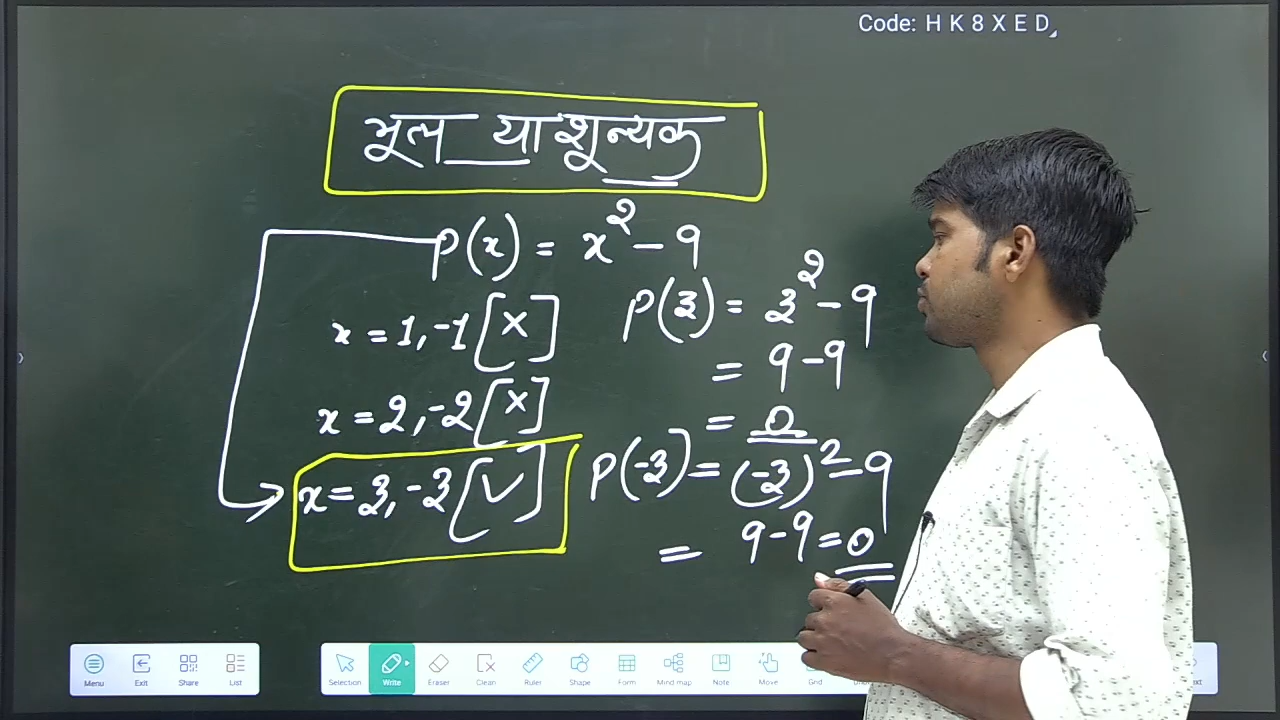 Code: H K 8 X E D
मूल या शून्यक
P(x) = x² - 9
x = 1, -1 [X]
x = 2, -2 [X]
x = 3, -3 [✓]
P(3) = 3² - 9
= 9 - 9
= 0
P(-3) = (-3)² - 9
= 9 - 9 = 0
Menu Exit Share List
Selection Write Eraser Clean Ruler Shape Form Mind map Note Move Grid